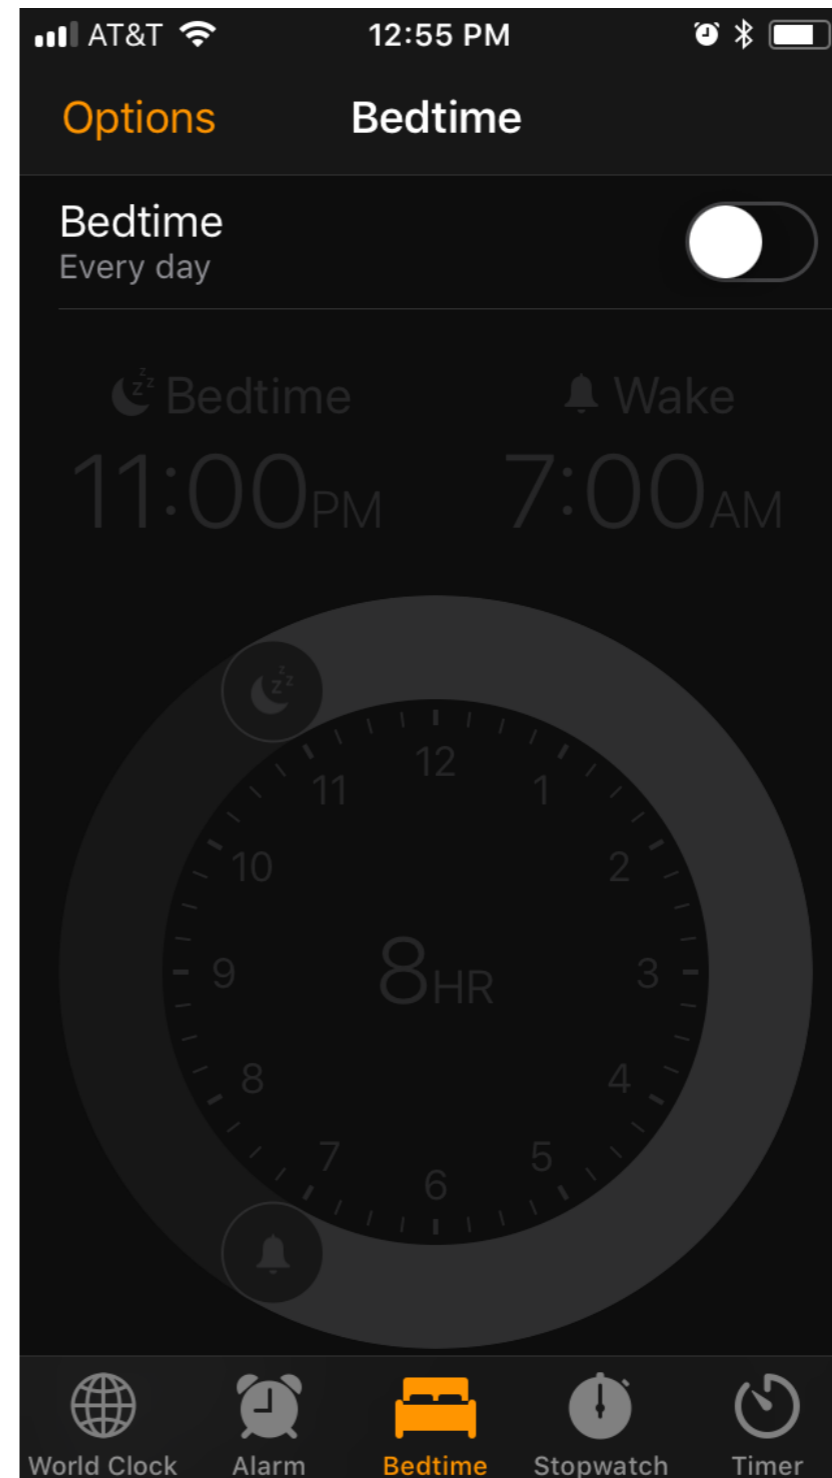 AT&T 12:55 PM
Options Bedtime
Bedtime
Every day
Bedtime Wake
11:00PM 7:00AM
12
11 1
10 2
9 8HR 3
8 4
7 5
6
World Clock Alarm Bedtime Stopwatch Timer